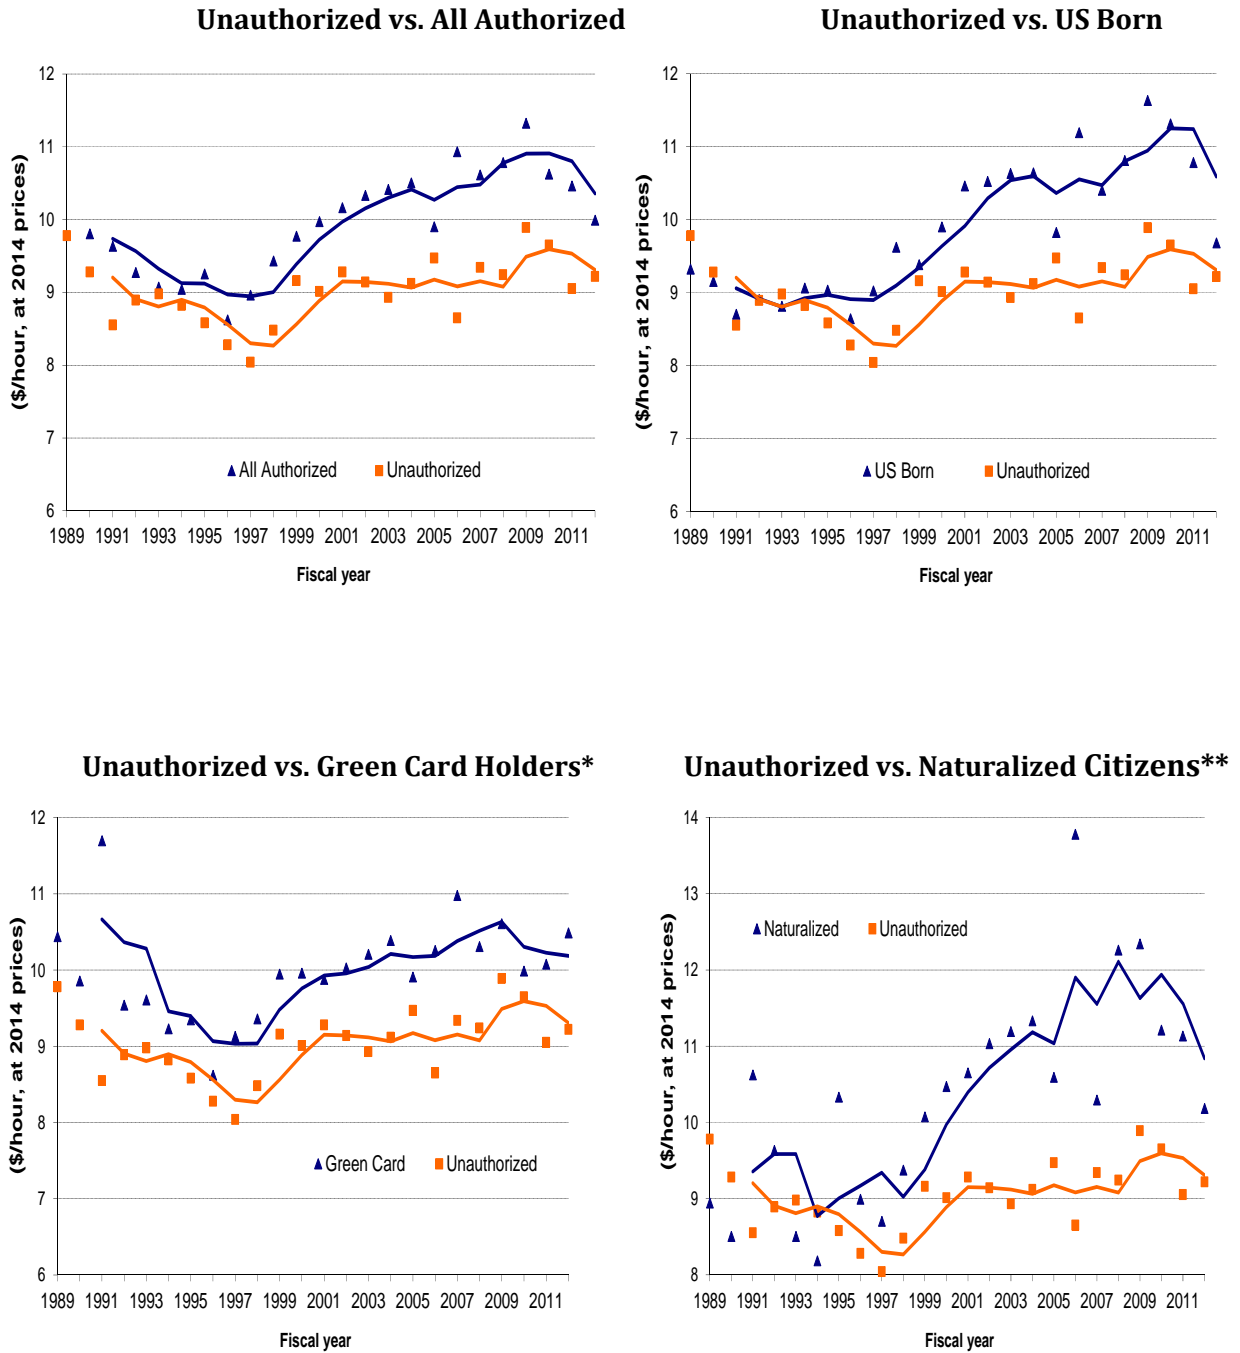 Unauthorized vs. All Authorized
12
11
10
9
8
7
6
($/hour, at 2014 prices)
All Authorized Unauthorized
1989 1991 1993 1995 1997 1999 2001 2003 2005 2007 2009 2011
Fiscal year
Unauthorized vs. US Born
12
11
10
9
8
7
6
($/hour, at 2014 prices)
US Born Unauthorized
1989 1991 1993 1995 1997 1999 2001 2003 2005 2007 2009 2011
Fiscal year
Unauthorized vs. Green Card Holders*
12
11
10
9
8
7
6
($/hour, at 2014 prices)
Green Card Unauthorized
1989 1991 1993 1995 1997 1999 2001 2003 2005 2007 2009 2011
Fiscal year
Unauthorized vs. Naturalized Citizens**
14
13
12
11
10
9
8
($/hour, at 2014 prices)
Naturalized Unauthorized
1989 1991 1993 1995 1997 1999 2001 2003 2005 2007 2009 2011
Fiscal year